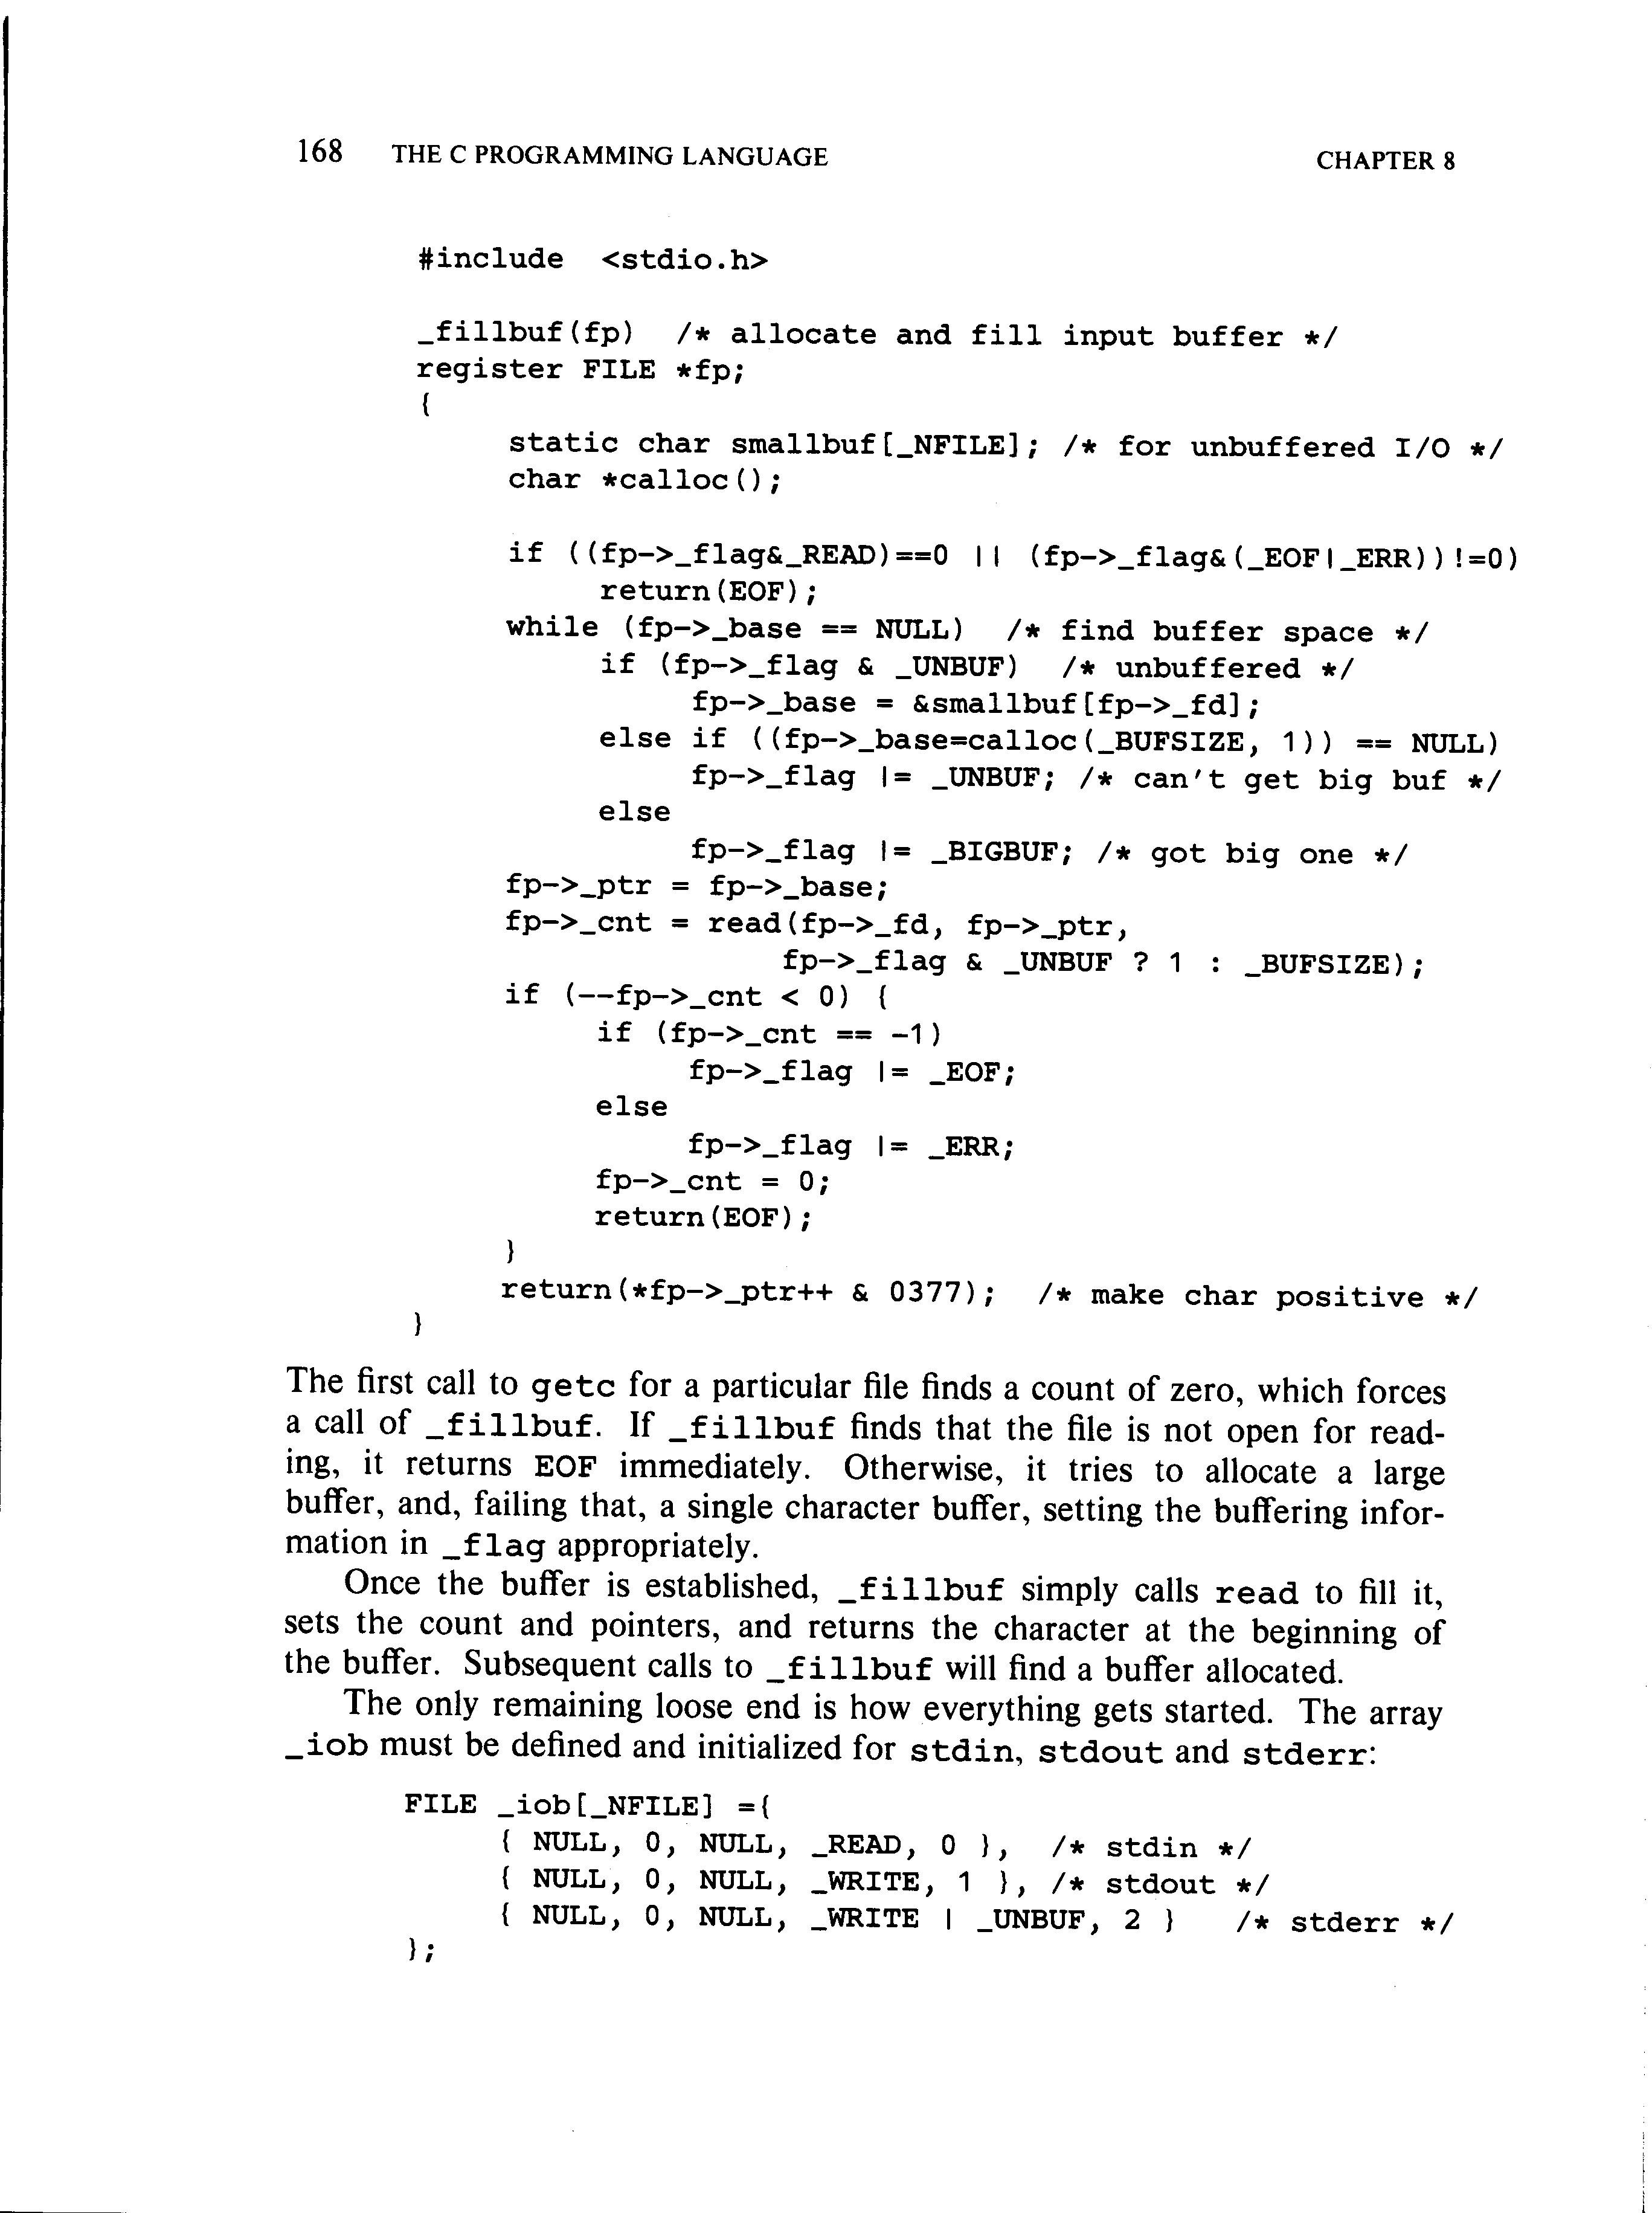 168 THE C PROGRAMMING LANGUAGE CHAPTER 8
#include <stdio.h>
_fillbuf(fp) /* allocate and fill input buffer */
register FILE *fp;
{
static char smallbuf[_NFILE]; /* for unbuffered I/O */
char *calloc();
if ((fp->_flag&_READ)==0 || (fp->_flag&(_EOF|_ERR))!=0)
return(EOF);
while (fp->_base == NULL) /* find buffer space */
if (fp->_flag & _UNBUF) /* unbuffered */
fp->_base = &smallbuf[fp->_fd];
else if ((fp->_base=calloc(_BUFSIZE, 1)) == NULL)
fp->_flag |= _UNBUF; /* can't get big buf */
else
fp->_flag |= _BIGBUF; /* got big one */
fp->_ptr = fp->_base;
fp->_cnt = read(fp->_fd, fp->_ptr,
fp->_flag & _UNBUF ? 1 : _BUFSIZE);
if (--fp->_cnt < 0) {
if (fp->_cnt == -1)
fp->_flag |= _EOF;
else
fp->_flag |= _ERR;
fp->_cnt = 0;
return(EOF);
}
return(*fp->_ptr++ & 0377); /* make char positive */
}
The first call to getc for a particular file finds a count of zero, which forces
a call of _fillbuf. If _fillbuf finds that the file is not open for read-
ing, it returns EOF immediately. Otherwise, it tries to allocate a large
buffer, and, failing that, a single character buffer, setting the buffering infor-
mation in _flag appropriately.
Once the buffer is established, _fillbuf simply calls read to fill it,
sets the count and pointers, and returns the character at the beginning of
the buffer. Subsequent calls to _fillbuf will find a buffer allocated.
The only remaining loose end is how everything gets started. The array
_iob must be defined and initialized for stdin, stdout and stderr:
FILE _iob[_NFILE] ={
{ NULL, 0, NULL, _READ, 0 }, /* stdin */
{ NULL, 0, NULL, _WRITE, 1 }, /* stdout */
{ NULL, 0, NULL, _WRITE | _UNBUF, 2 } /* stderr */
};